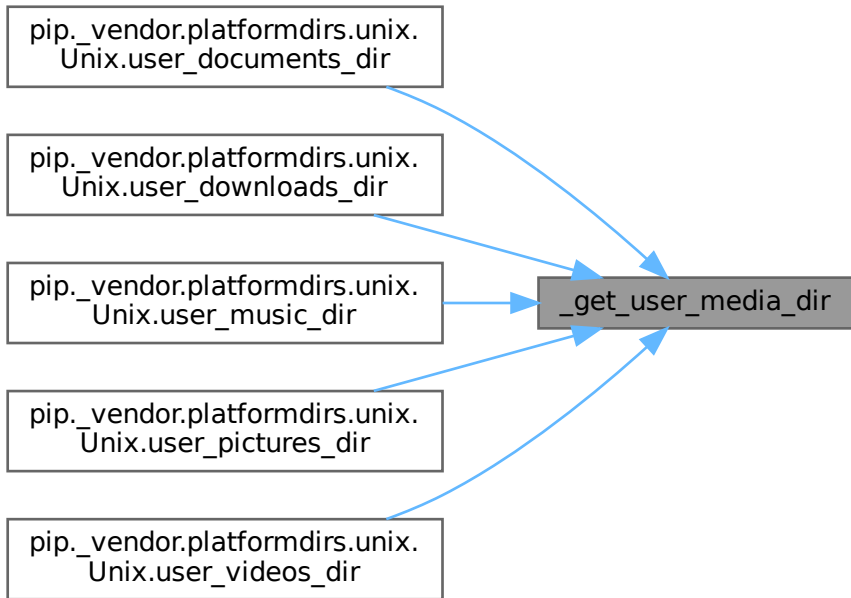 pip._vendor.platformdirs.unix.
Unix.user_documents_dir
pip._vendor.platformdirs.unix.
Unix.user_downloads_dir
pip._vendor.platformdirs.unix.
Unix.user_music_dir
_get_user_media_dir
pip._vendor.platformdirs.unix.
Unix.user_pictures_dir
pip._vendor.platformdirs.unix.
Unix.user_videos_dir